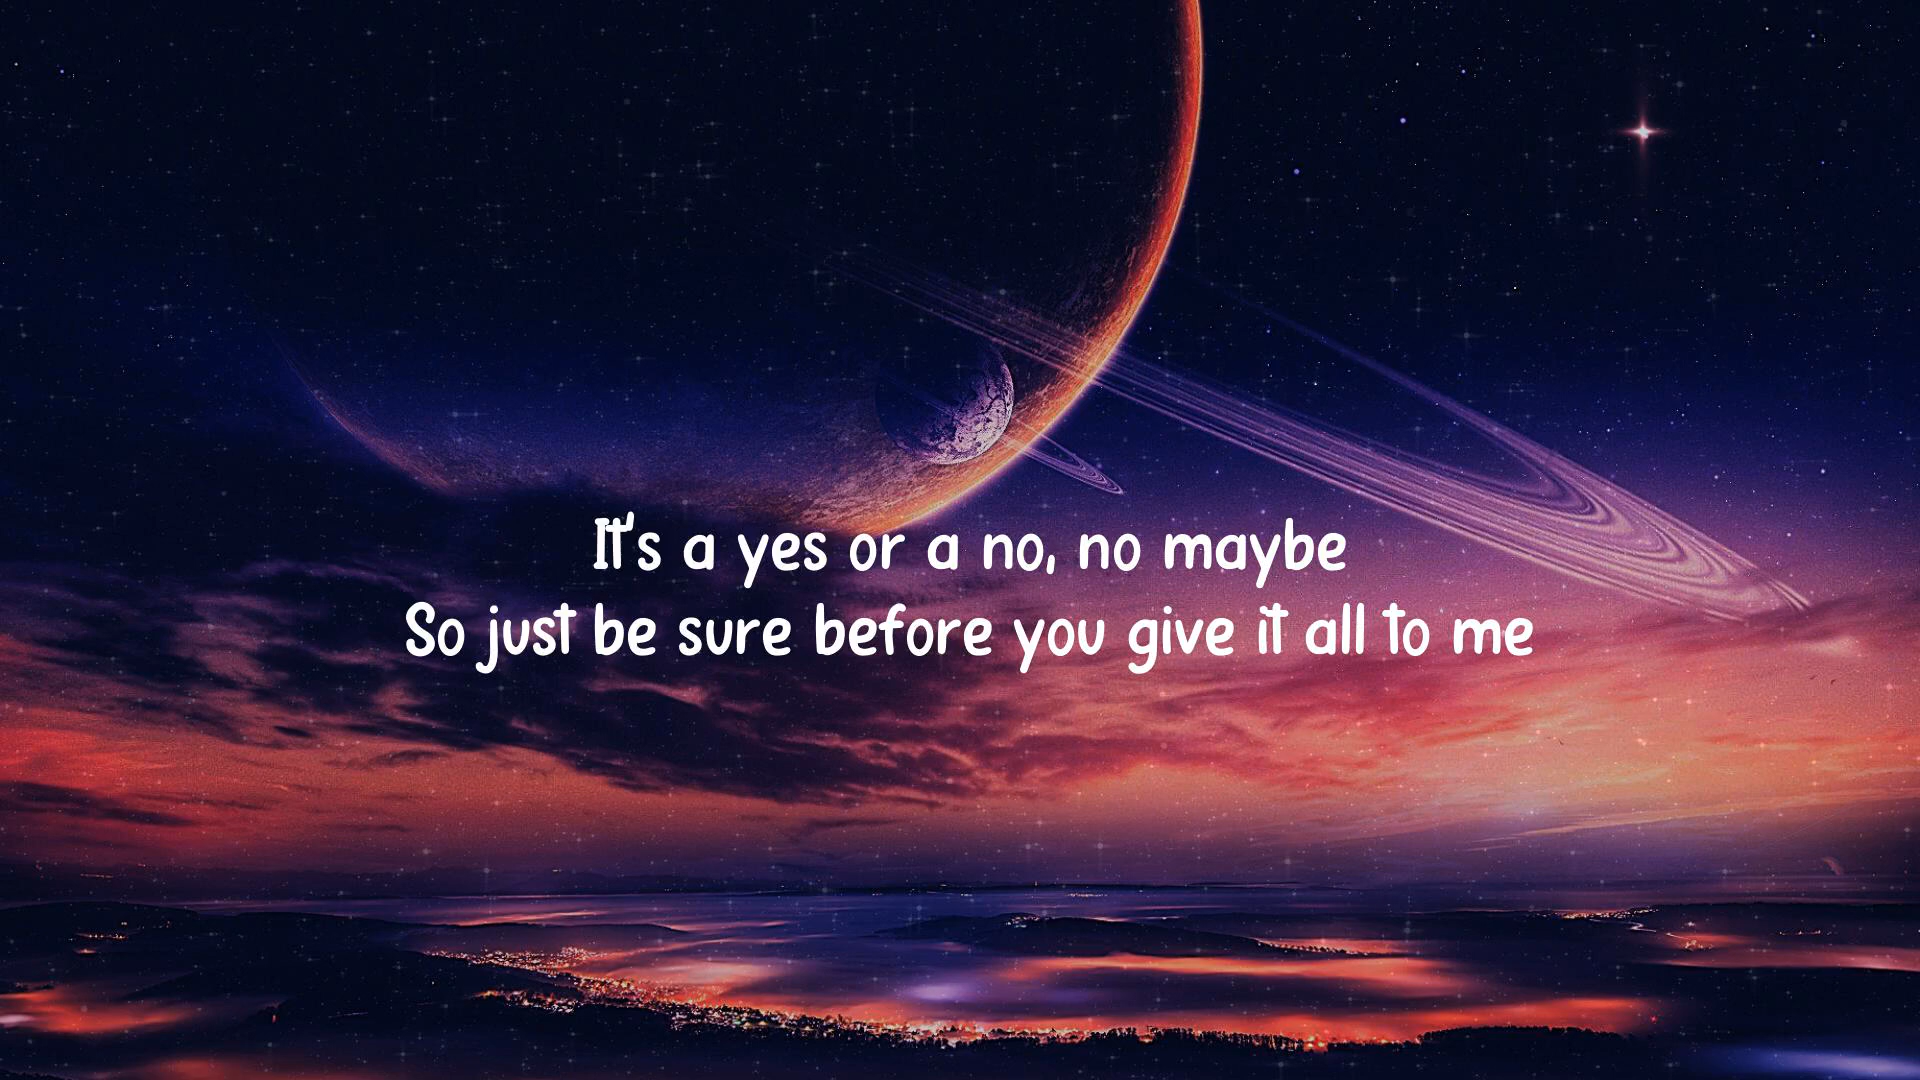 It's a yes or a no, no maybe
So just be sure before you give it all to me